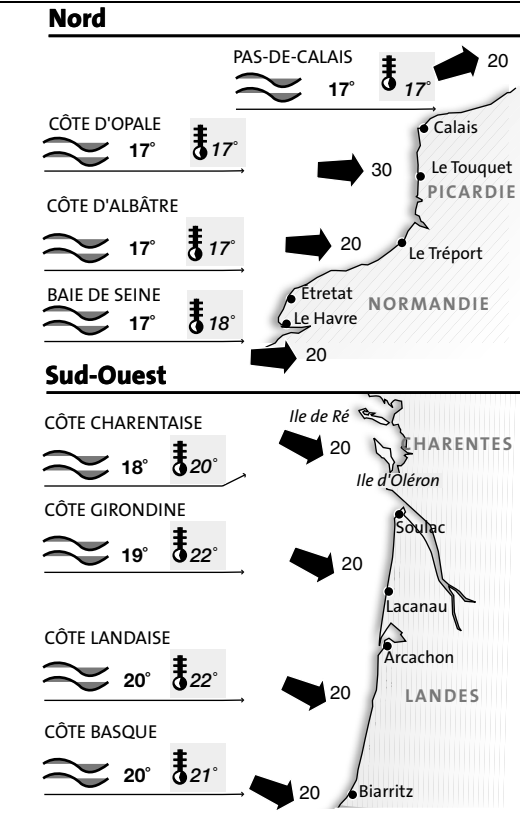 Nord
PAS-DE-CALAIS
17° 17° 20
Calais
CÔTE D'OPALE
17° 17°
30
Le Touquet
PICARDIE
CÔTE D'ALBÂTRE
17° 17° 20
Le Tréport
BAIE DE SEINE
17° 18°
Etretat
NORMANDIE
Le Havre
20
Sud-Ouest
CÔTE CHARENTAISE
18° 20° 20
Ile de Ré
CHARENTES
Ile d'Oléron
CÔTE GIRONDINE
19° 22° 20
Soulac
Lacanau
CÔTE LANDAISE
20° 22° 20
Arcachon
LANDES
CÔTE BASQUE
20° 21° 20
Biarritz